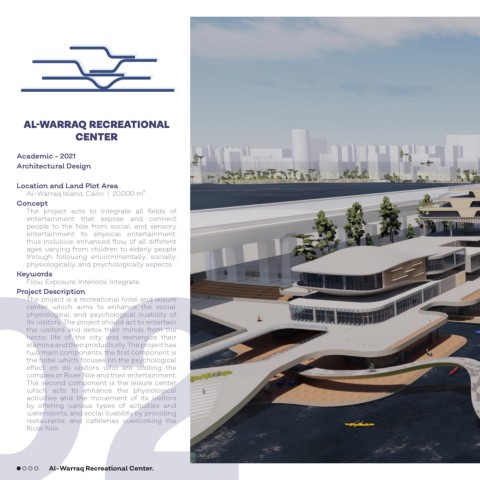 AL-WARRAQ RECREATIONAL
CENTER
Academic - 2021
Architectural Design
Location and Land Plot Area
Al-Warraq Island, Cairo | 20,000 m²
Concept
The project acts to integrate all fields of
entertainment that expose and connect
people to the Nile from social, and sensory
entertainment to physical entertainment
thus inclusive enhanced flow of all different
ages varying from children to elderly people
through following environmentally, socially,
physiologically, and psychologically aspects.
Keywords
Flow, Exposure, Interlock, Integrate.
Project Description
The project is a recreational hotel and leisure
center which aims to enhance the social,
physiological, and psychological livability of
its visitors. The project should act to entertain
the visitors and detox their minds from the
hectic life of the city and reenergize their
stamina and their productivity. The project has
two main components, the first component is
the hotel which focuses on the psychological
effect on its visitors who are visiting the
complex or River Nile and their entertainment.
The second component is the leisure center
which acts to enhance the physiological
activities and the movement of its visitors
by offering various types of activities and
watersports, and social livability by providing
restaurants, and cafeterias overlooking the
River Nile.
02
Al-Warraq Recreational Center.